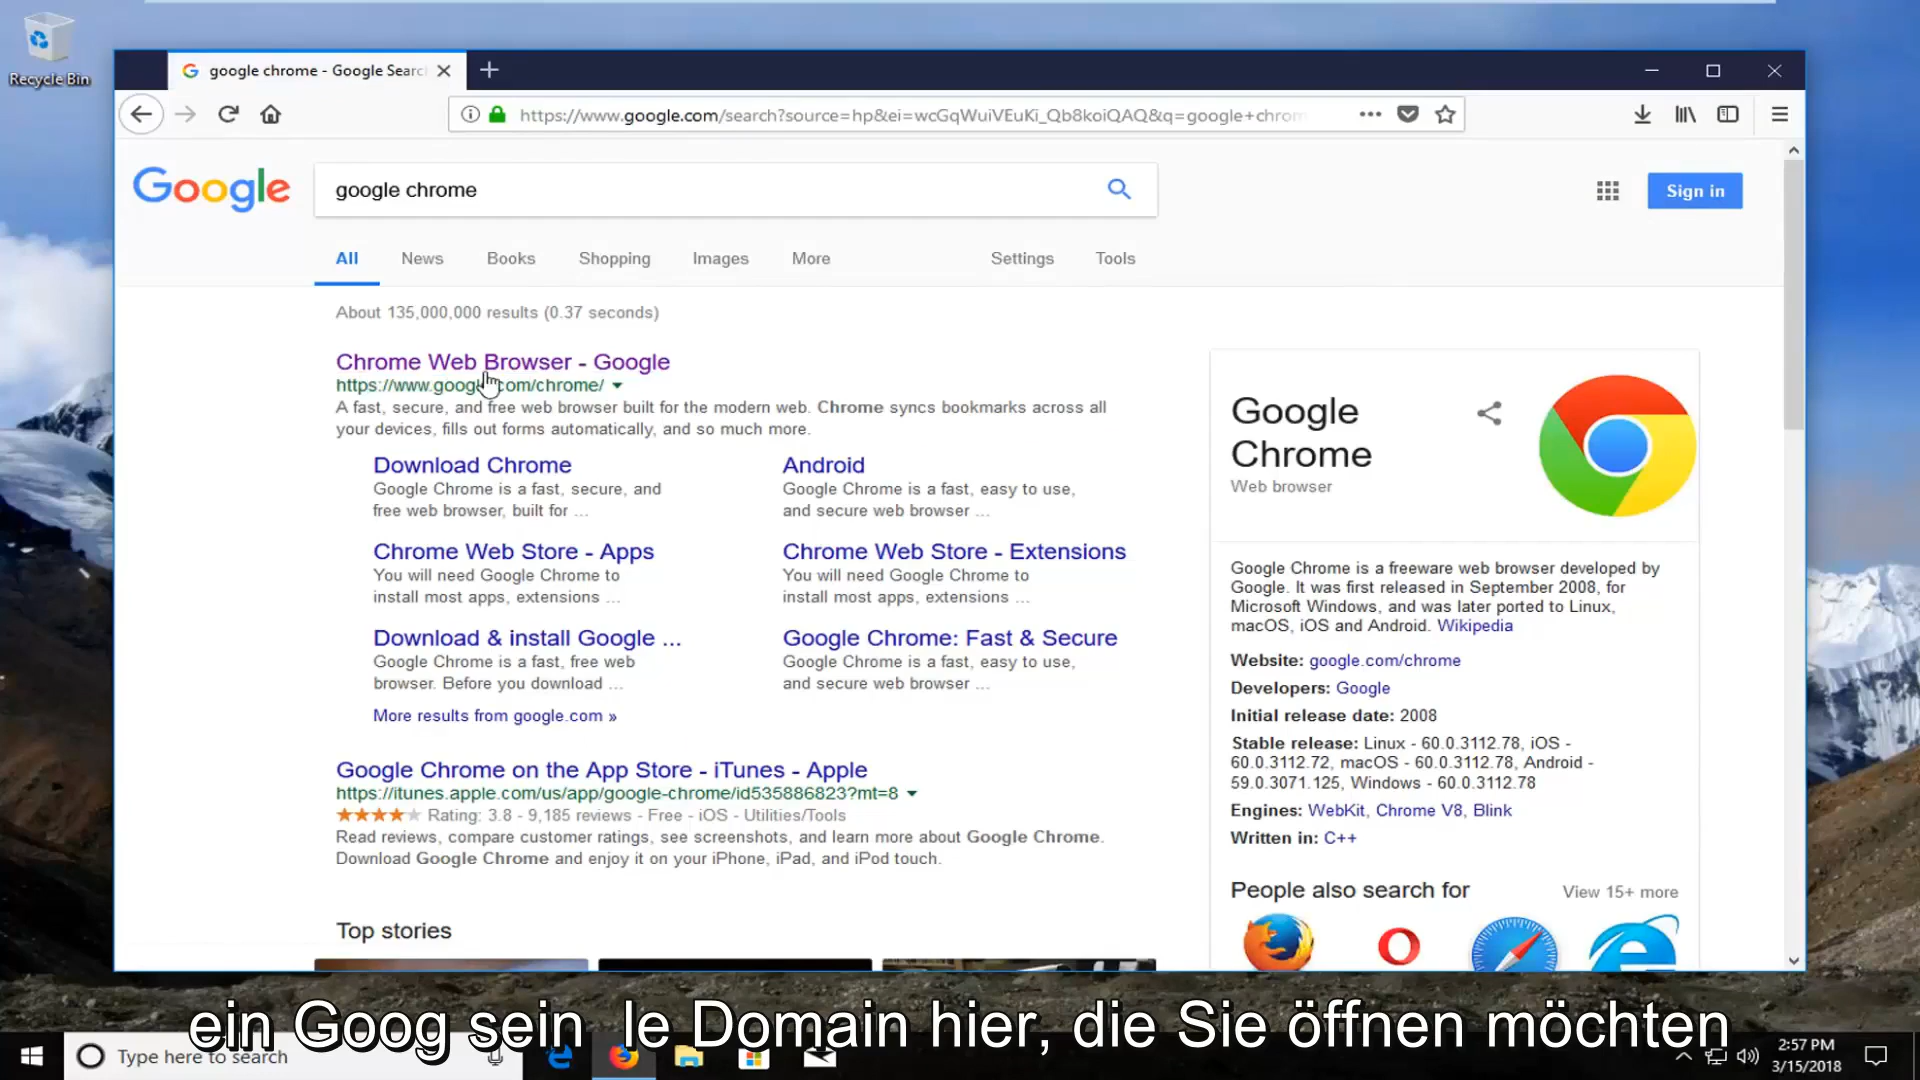 Recycle Bin
google chrome - Google Searc
https://www.google.com/search?source=hp&ei=wcGqWuiVEuKi_Qb8koiQAQ&q=google+chrom
Google
google chrome
Sign in
All News Books Shopping Images More Settings Tools
About 135,000,000 results (0.37 seconds)
Chrome Web Browser - Google
https://www.google.com/chrome/
A fast, secure, and free web browser built for the modern web. Chrome syncs bookmarks across all
your devices, fills out forms automatically, and so much more.
Download Chrome
Google Chrome is a fast, secure, and
free web browser, built for ...
Android
Google Chrome is a fast, easy to use,
and secure web browser ...
Chrome Web Store - Apps
You will need Google Chrome to
install most apps, extensions ...
Chrome Web Store - Extensions
You will need Google Chrome to
install most apps, extensions ...
Download & install Google ...
Google Chrome is a fast, free web
browser. Before you download ...
Google Chrome: Fast & Secure
Google Chrome is a fast, easy to use,
and secure web browser ...
More results from google.com »
Google Chrome on the App Store - iTunes - Apple
https://itunes.apple.com/us/app/google-chrome/id535886823?mt=8
Rating: 3.8 - 9,185 reviews - Free - iOS - Utilities/Tools
Read reviews, compare customer ratings, see screenshots, and learn more about Google Chrome.
Download Google Chrome and enjoy it on your iPhone, iPad, and iPod touch.
Top stories
Google
Chrome
Web browser
Google Chrome is a freeware web browser developed by
Google. It was first released in September 2008, for
Microsoft Windows, and was later ported to Linux,
macOS, iOS and Android. Wikipedia
Website: google.com/chrome
Developers: Google
Initial release date: 2008
Stable release: Linux - 60.0.3112.78, iOS -
60.0.3112.72, macOS - 60.0.3112.78, Android -
59.0.3071.125, Windows - 60.0.3112.78
Engines: WebKit, Chrome V8, Blink
Written in: C++
People also search for
View 15+ more
ein Goog sein le Domain hier, die Sie öffnen möchten
Type here to search
2:57 PM
3/15/2018